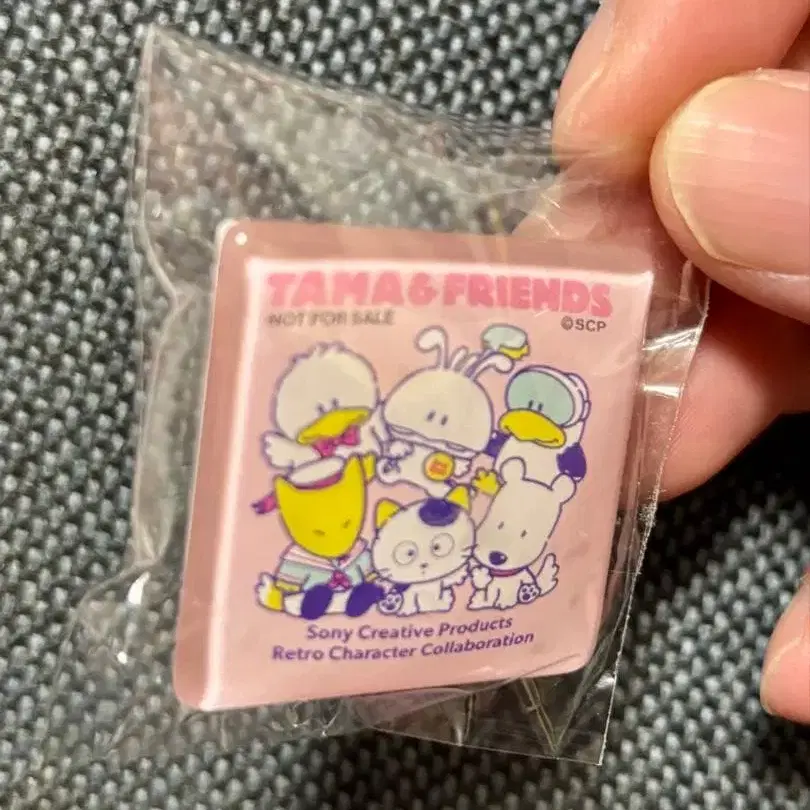 TAMA & FRIENDS
NOT FOR SALE
©SCP
Sony Creative Products
Retro Character Collaboration